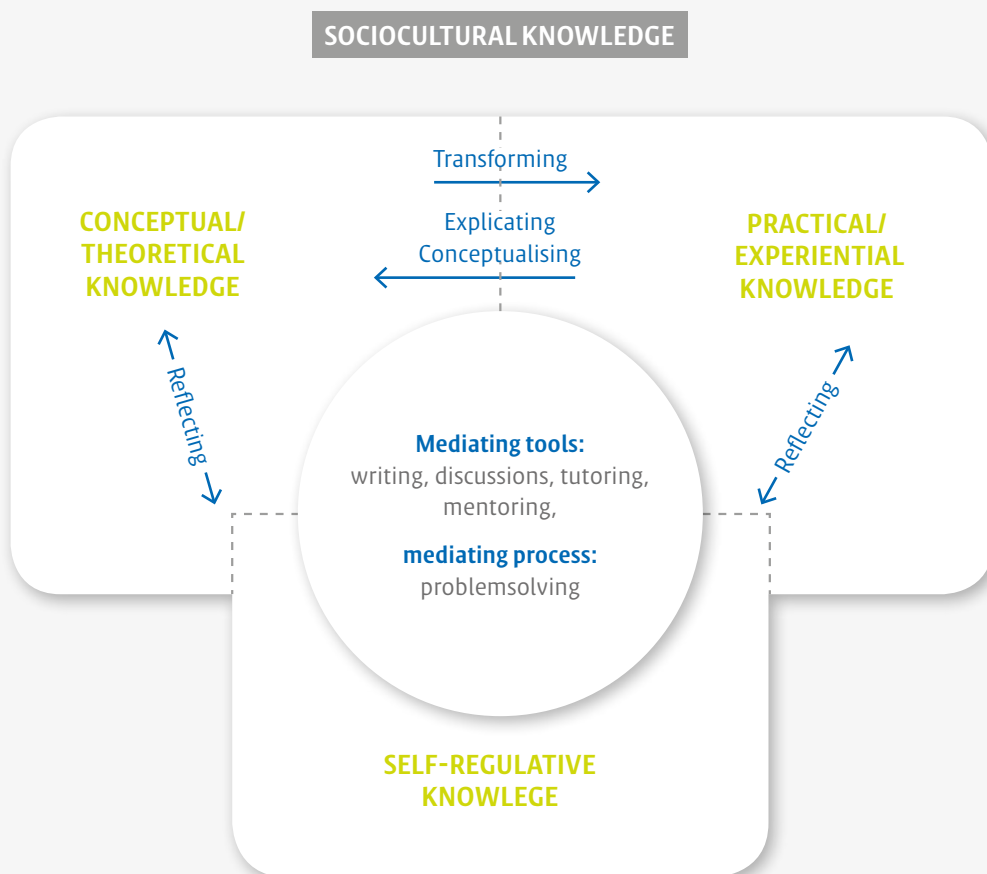 SOCIOCULTURAL KNOWLEDGE
Transforming
Explicating
Conceptualising
CONCEPTUAL/
THEORETICAL
KNOWLEDGE
PRACTICAL/
EXPERIENTIAL
KNOWLEDGE
Reflecting
Reflecting
Mediating tools:
writing, discussions, tutoring,
mentoring,
mediating process:
problemsolving
SELF-REGULATIVE
KNOWLEGE